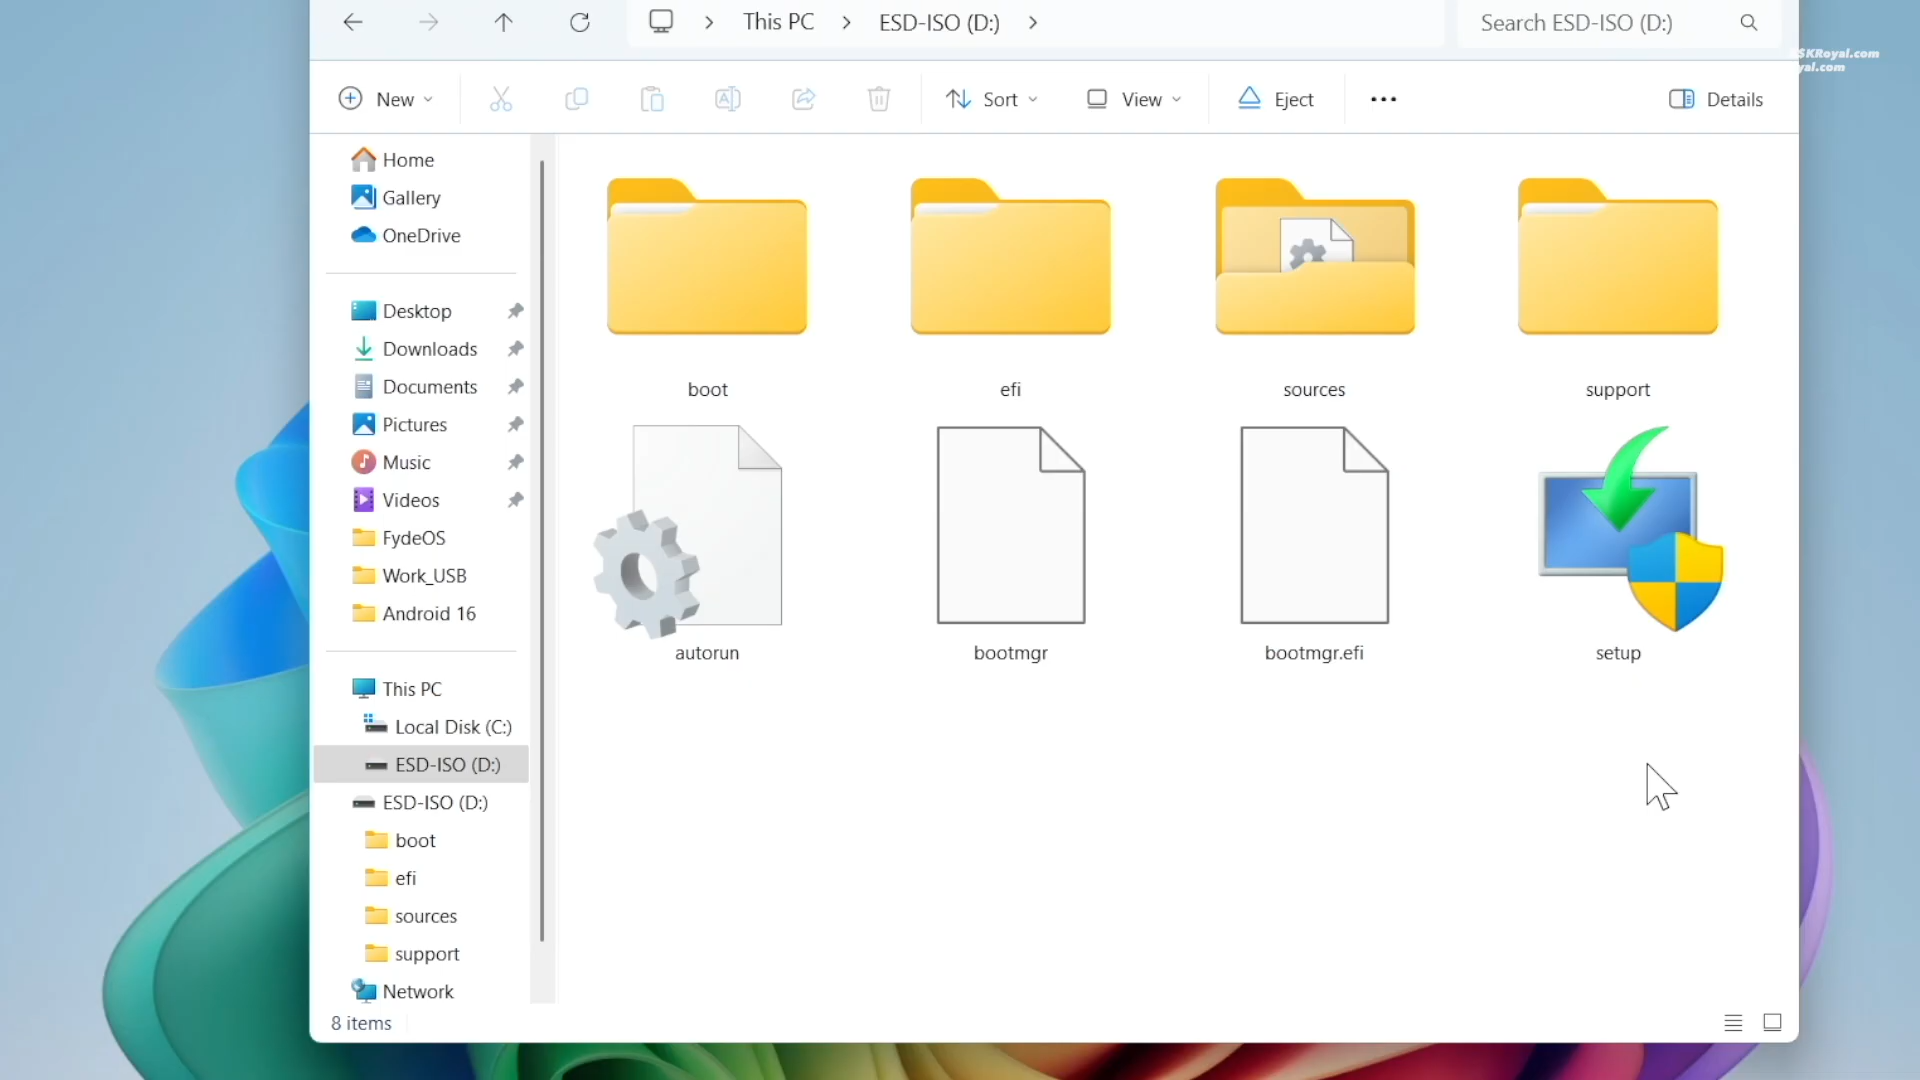 This PC
ESD-ISO (D:)
Search ESD-ISO (D:)
SKRoyal.com
yal.com
New
Sort
View
Eject
Details
Home
Gallery
OneDrive
Desktop
Downloads
Documents
Pictures
Music
Videos
FydeOS
Work_USB
Android 16
This PC
Local Disk (C:)
ESD-ISO (D:)
ESD-ISO (D:)
boot
efi
sources
support
Network
boot
efi
sources
support
autorun
bootmgr
bootmgr.efi
setup
8 items